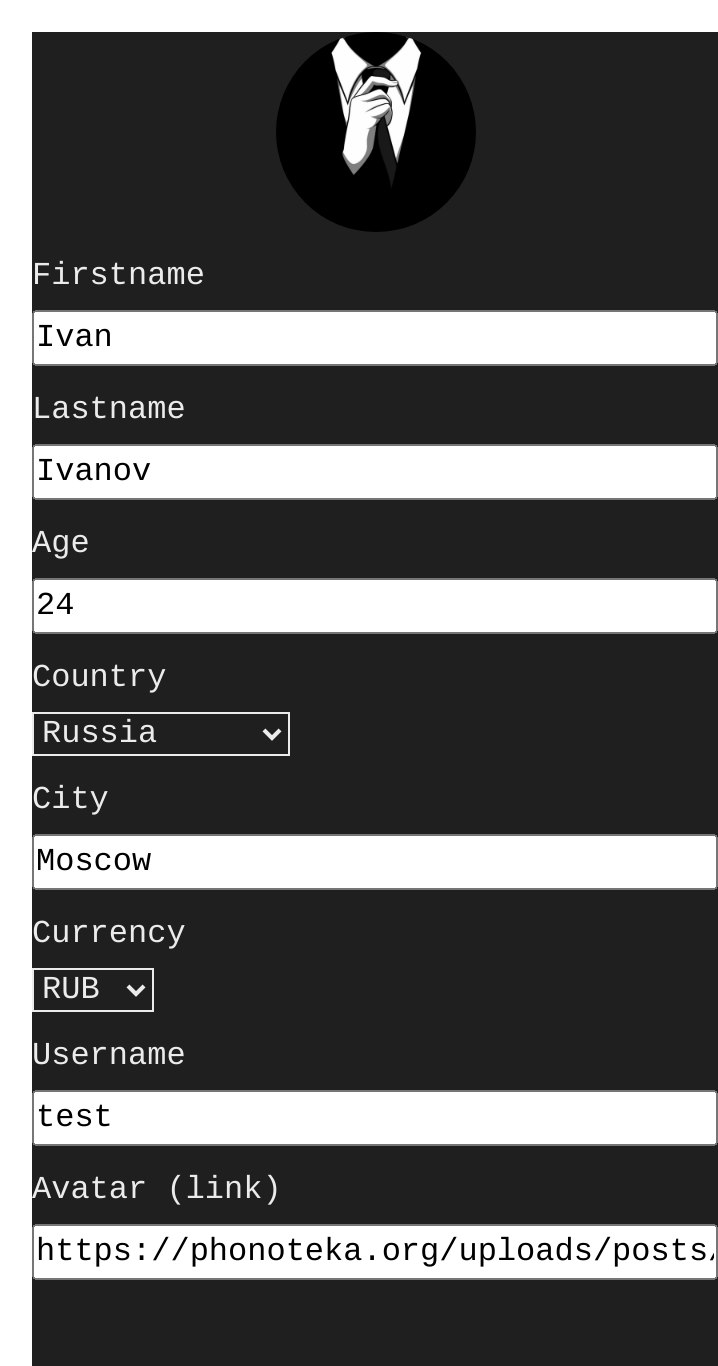 Firstname
Ivan
Lastname
Ivanov
Age
24
Country
Russia
City
Moscow
Currency
RUB
Username
test
Avatar (link)
https://phonoteka.org/uploads/posts/